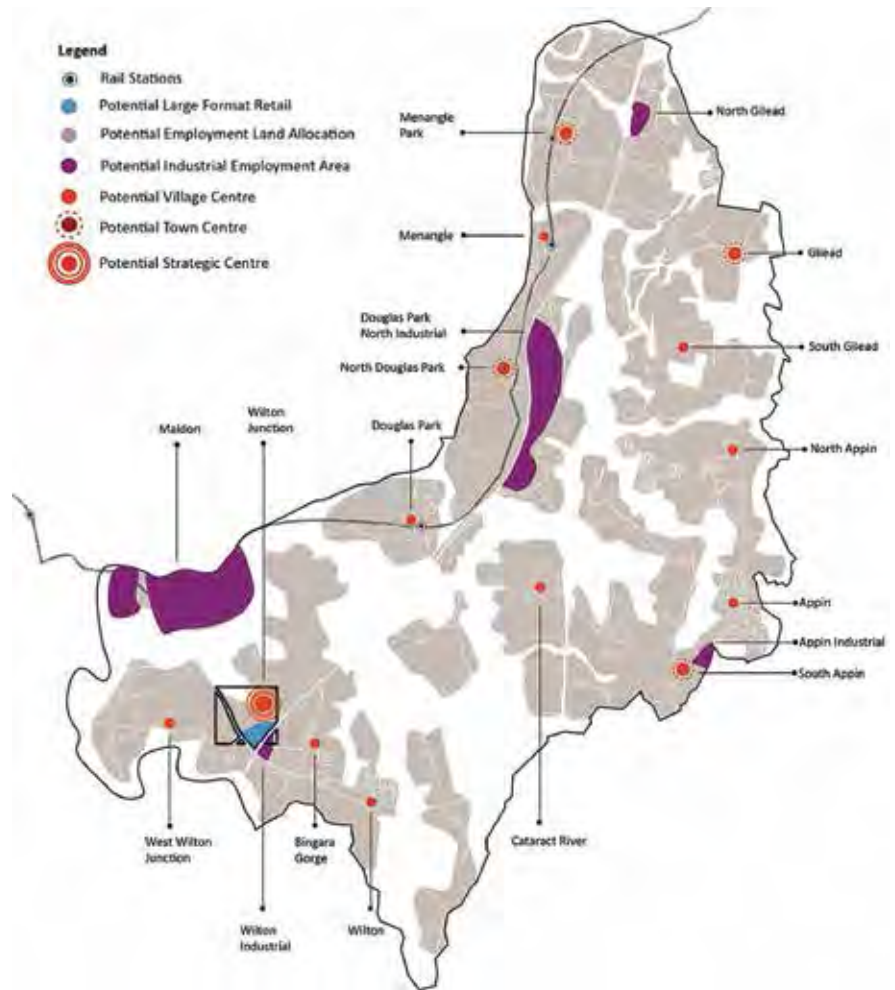 Legend
Rail Stations
Potential Large Format Retail
Potential Employment Land Allocation
Potential Industrial Employment Area
Potential Village Centre
Potential Town Centre
Potential Strategic Centre
Menangle
Park
North Gilead
Menangle
Gilead
Douglas Park
North Industrial
South Gilead
North Douglas Park
Maldon
Wilton
Junction
Douglas Park
North Appin
Appin
Appin Industrial
South Appin
West Wilton
Junction
Bingara
Gorge
Cataract River
Wilton
Industrial
Wilton